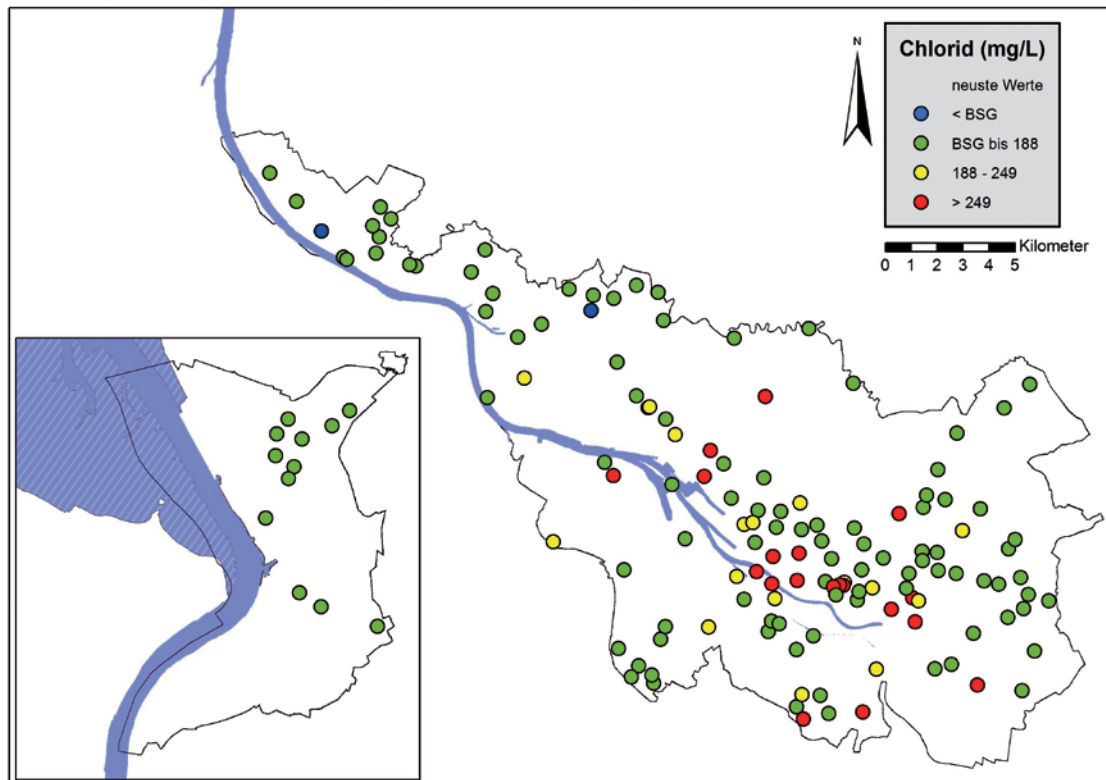 N
Chlorid (mg/L)
neuste Werte
< BSG
BSG bis 188
188 - 249
> 249
Kilometer
0 1 2 3 4 5